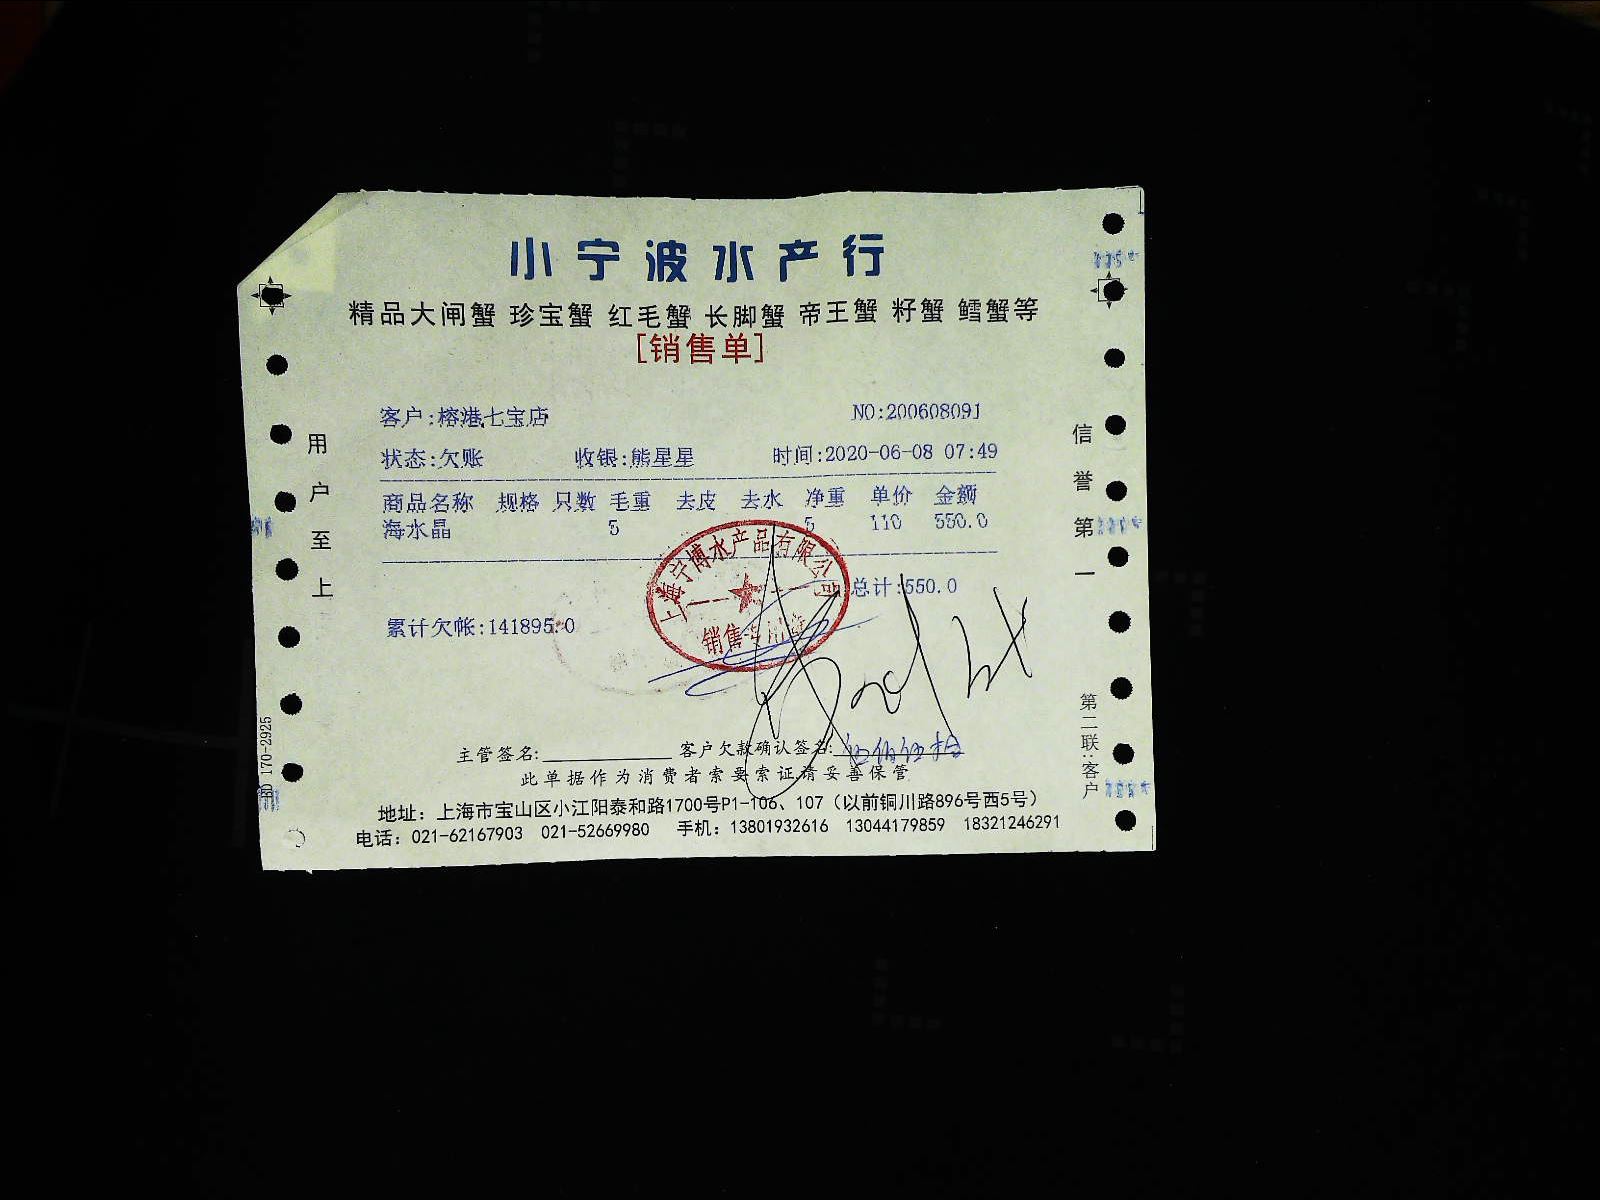 小宁波水产行
精品大闸蟹 珍宝蟹 红毛蟹 长脚蟹 帝王蟹 籽蟹 鳕蟹等
[销售单]
客户:榕港七宝店 NO:200608091
状态:欠账 收银:熊星星 时间:2020-06-08 07:49
商品名称 规格 只数 毛重 去皮 去水 净重 单价 金额
海水晶 5 5 110 550.0
上海宁博水产品有限公司
销售专用章
总计:550.0
累计欠帐:141895.0
主管签名: 客户欠款确认签名: 伍佰伍拾
此单据作为消费者索要索证请妥善保管
地址：上海市宝山区小江阳泰和路1700号P1-106、107（以前铜川路896号西5号）
电话：021-62167903 021-52669980 手机：13801932616 13044179859 18321246291
用户至上
信誉第一
第二联:客户
170-2925